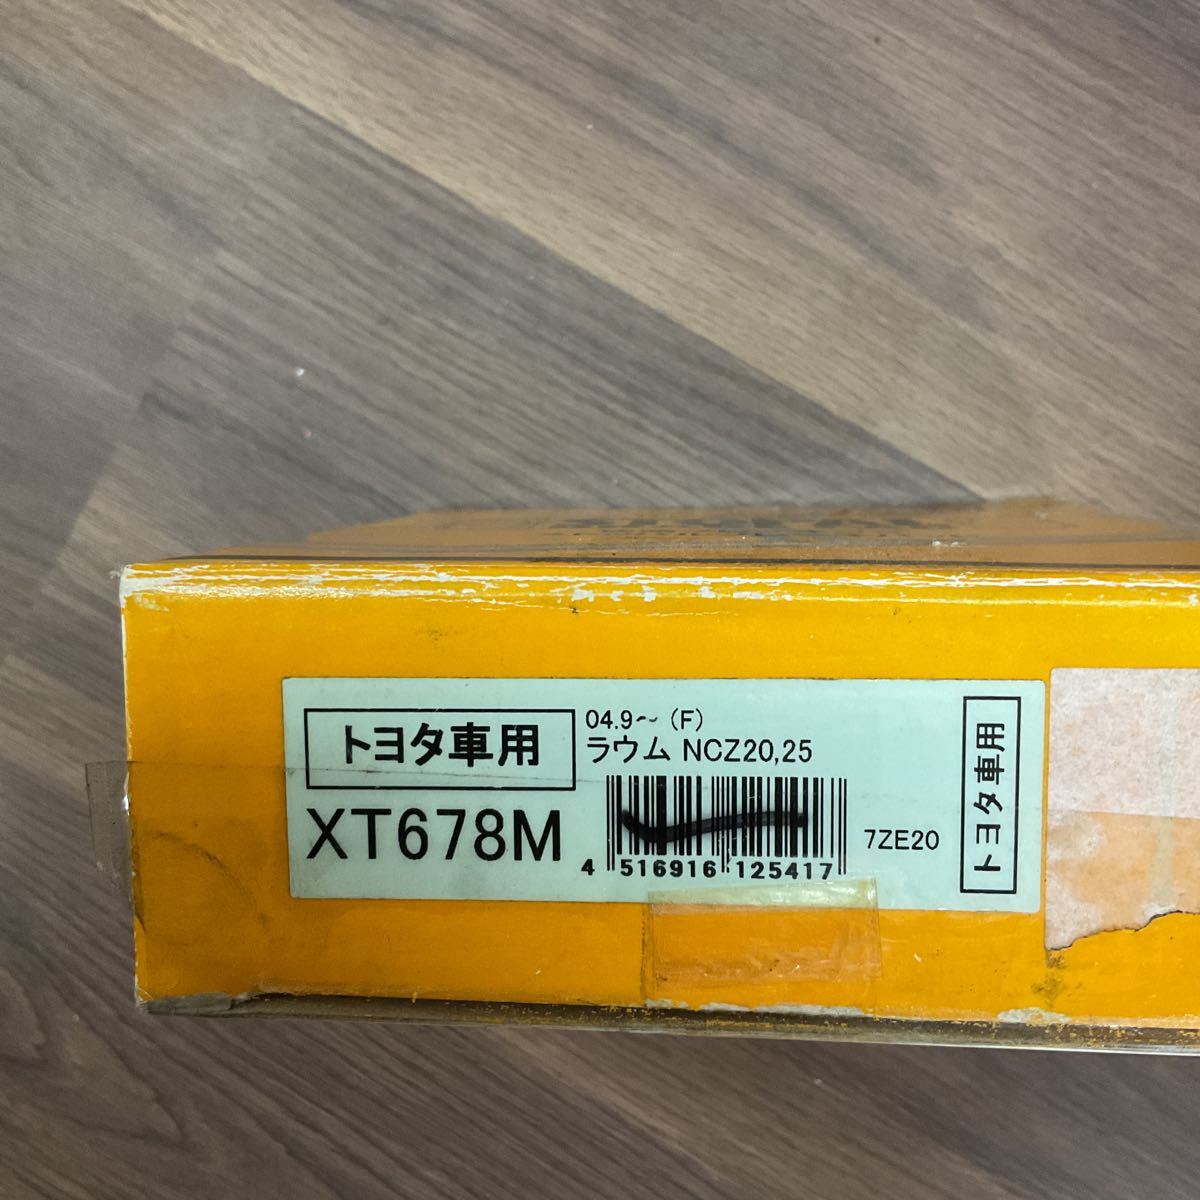 トヨタ車用
04.9～（F）
ラウム NCZ20,25
XT678M
4 516916 125417
7ZE20
トヨタ車用